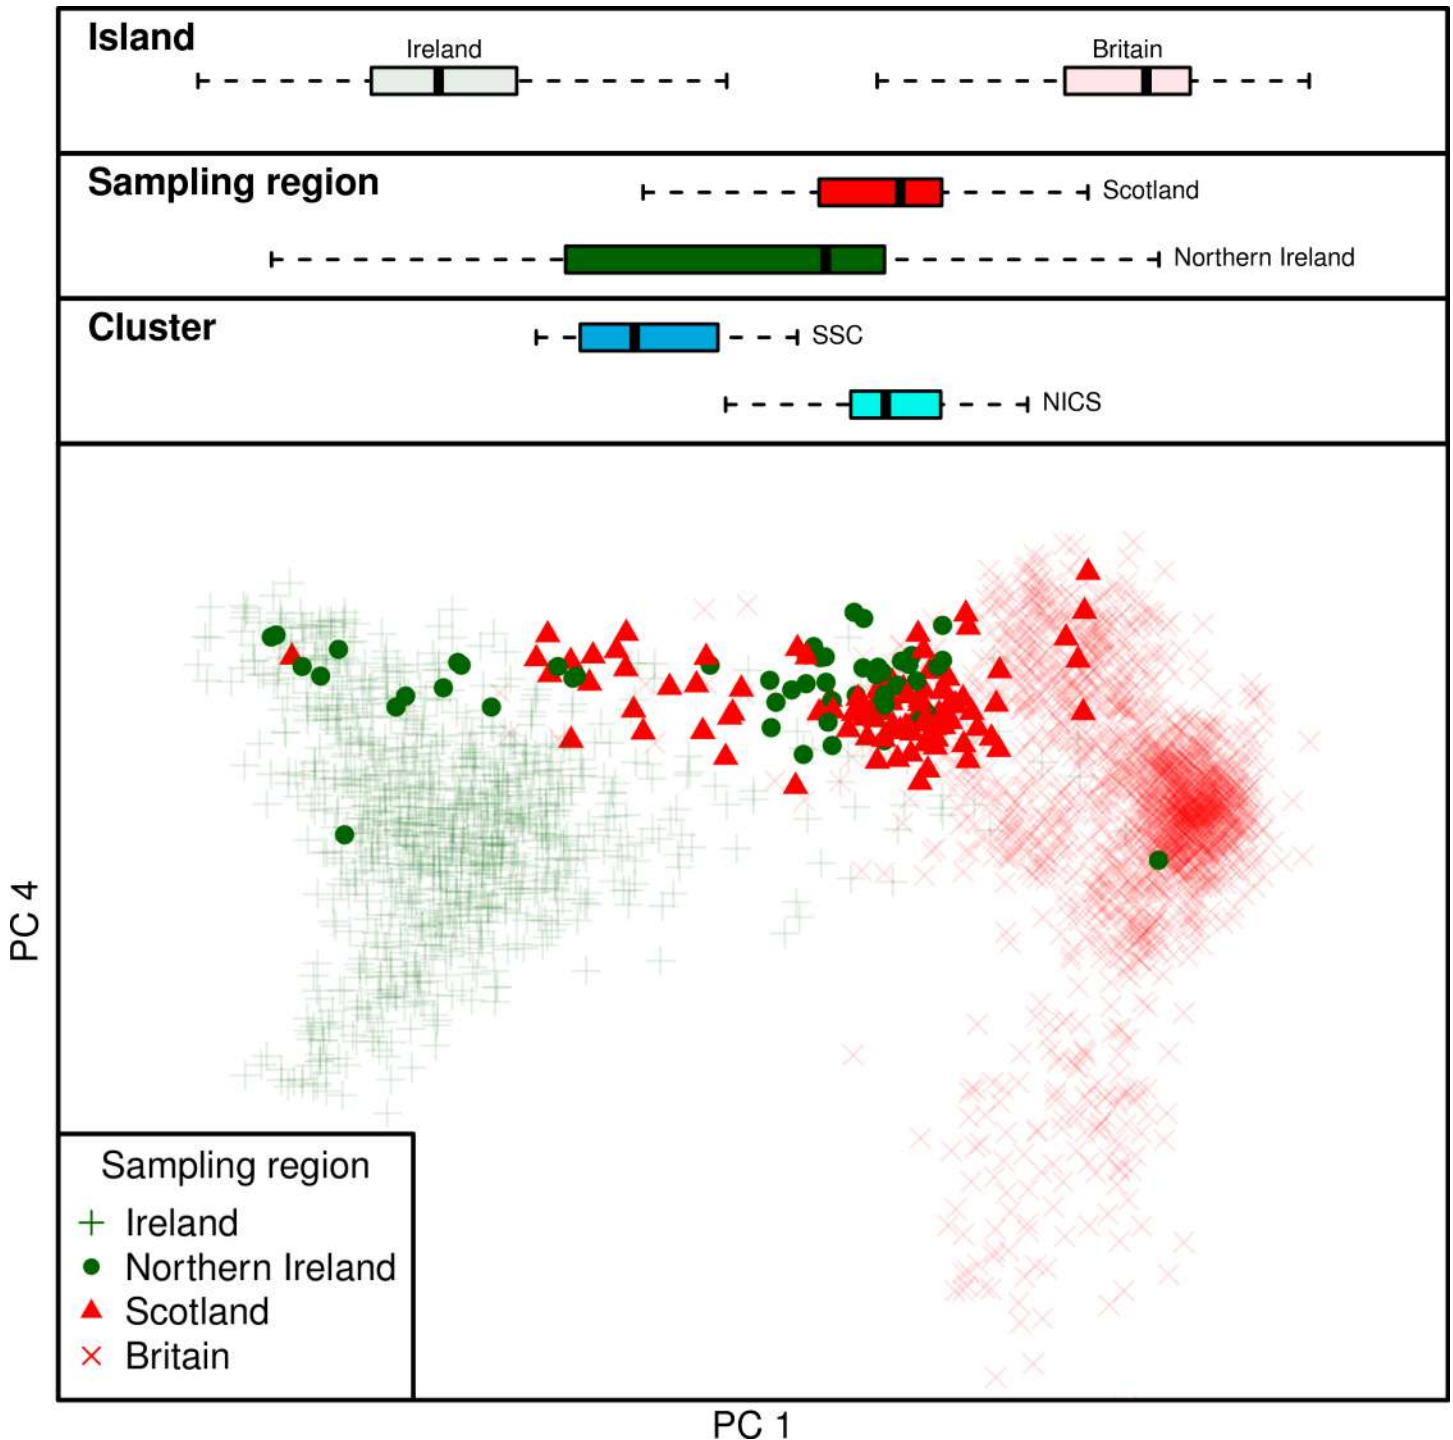 Island
Ireland
Britain
Sampling region
Scotland
Northern Ireland
Cluster
SSC
NICS
PC 4
Sampling region
Ireland
Northern Ireland
Scotland
Britain
PC 1